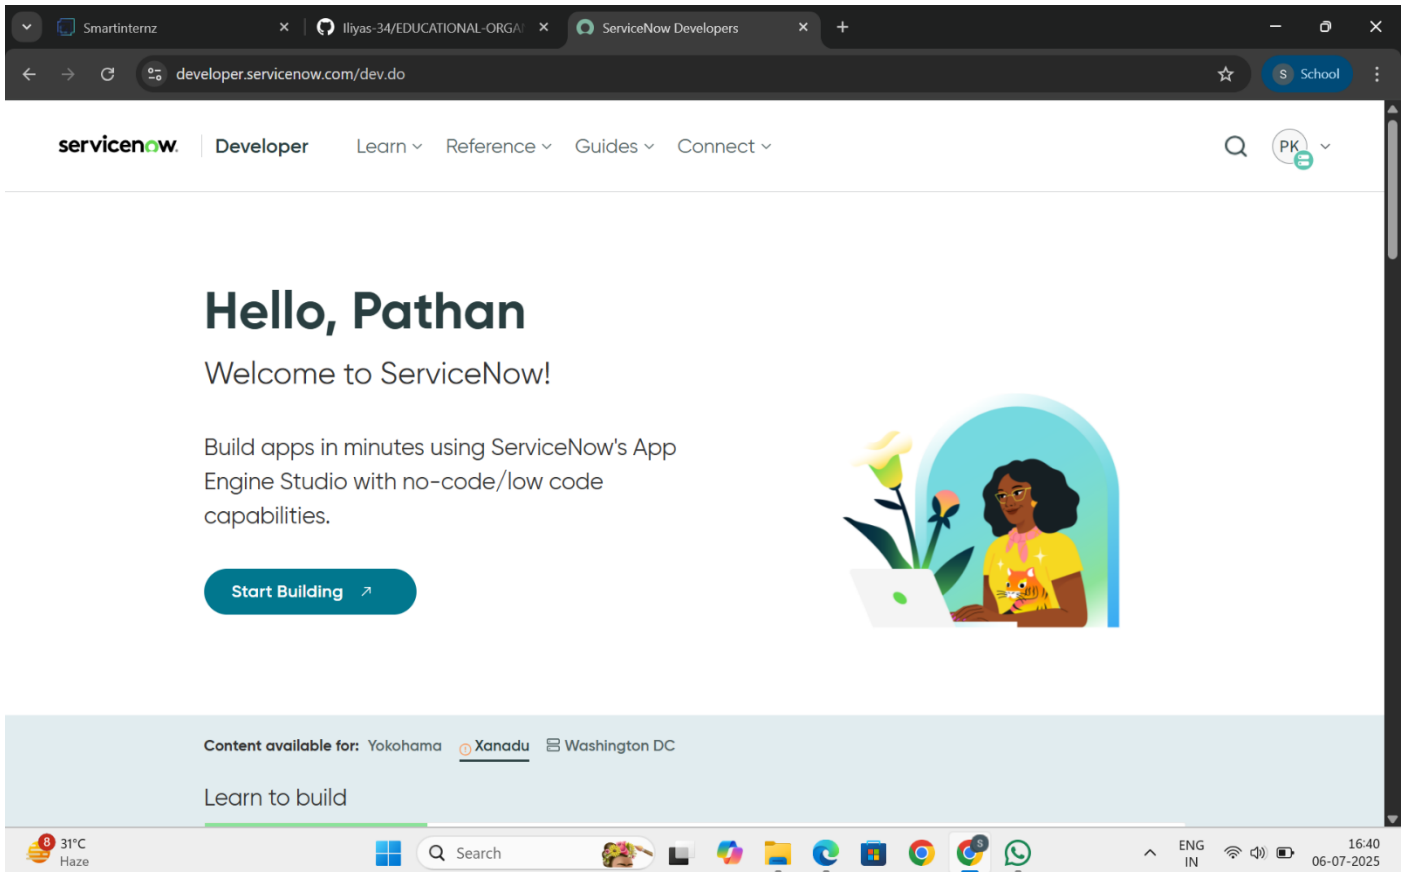 Smartinternz
Iliyas-34/EDUCATIONAL-ORGA
ServiceNow Developers
developer.servicenow.com/dev.do
S School
servicenow. Developer Learn Reference Guides Connect
PK
Hello, Pathan
Welcome to ServiceNow!
Build apps in minutes using ServiceNow's App
Engine Studio with no-code/low code
capabilities.
Start Building
Content available for: Yokohama Xanadu Washington DC
Learn to build
8
31°C
Haze
Search
S
ENG
IN
16:40
06-07-2025